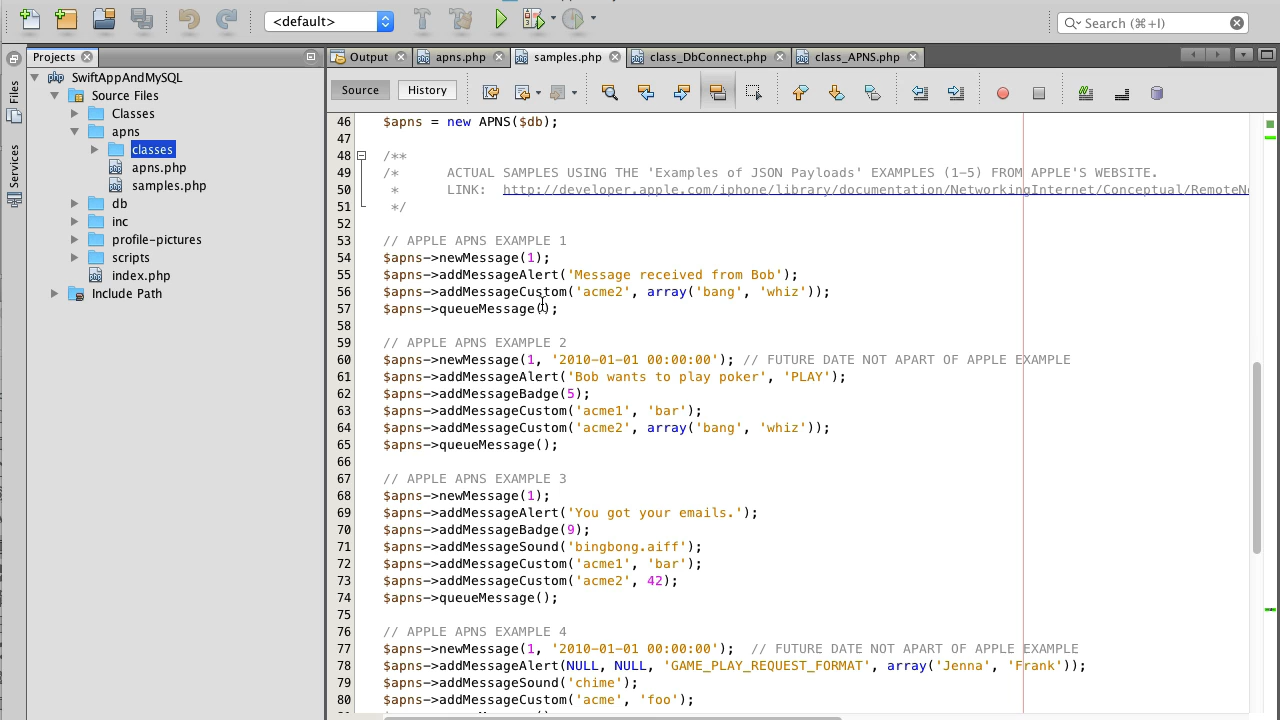 <default>
Search (⌘+I)
Projects
Output
apns.php
samples.php
class_DbConnect.php
class_APNS.php
Files
Services
SwiftAppAndMySQL
Source Files
Classes
apns
classes
apns.php
samples.php
db
inc
profile-pictures
scripts
index.php
Include Path
Source
History
46 $apns = new APNS($db);
47
48 /**
49 /* ACTUAL SAMPLES USING THE 'Examples of JSON Payloads' EXAMPLES (1-5) FROM APPLE'S WEBSITE.
50 * LINK: http://developer.apple.com/iphone/library/documentation/NetworkingInternet/Conceptual/RemoteNo
51 */
52
53 // APPLE APNS EXAMPLE 1
54 $apns->newMessage(1);
55 $apns->addMessageAlert('Message received from Bob');
56 $apns->addMessageCustom('acme2', array('bang', 'whiz'));
57 $apns->queueMessage();
58
59 // APPLE APNS EXAMPLE 2
60 $apns->newMessage(1, '2010-01-01 00:00:00'); // FUTURE DATE NOT APART OF APPLE EXAMPLE
61 $apns->addMessageAlert('Bob wants to play poker', 'PLAY');
62 $apns->addMessageBadge(5);
63 $apns->addMessageCustom('acme1', 'bar');
64 $apns->addMessageCustom('acme2', array('bang', 'whiz'));
65 $apns->queueMessage();
66
67 // APPLE APNS EXAMPLE 3
68 $apns->newMessage(1);
69 $apns->addMessageAlert('You got your emails.');
70 $apns->addMessageBadge(9);
71 $apns->addMessageSound('bingbong.aiff');
72 $apns->addMessageCustom('acme1', 'bar');
73 $apns->addMessageCustom('acme2', 42);
74 $apns->queueMessage();
75
76 // APPLE APNS EXAMPLE 4
77 $apns->newMessage(1, '2010-01-01 00:00:00'); // FUTURE DATE NOT APART OF APPLE EXAMPLE
78 $apns->addMessageAlert(NULL, NULL, 'GAME_PLAY_REQUEST_FORMAT', array('Jenna', 'Frank'));
79 $apns->addMessageSound('chime');
80 $apns->addMessageCustom('acme', 'foo');